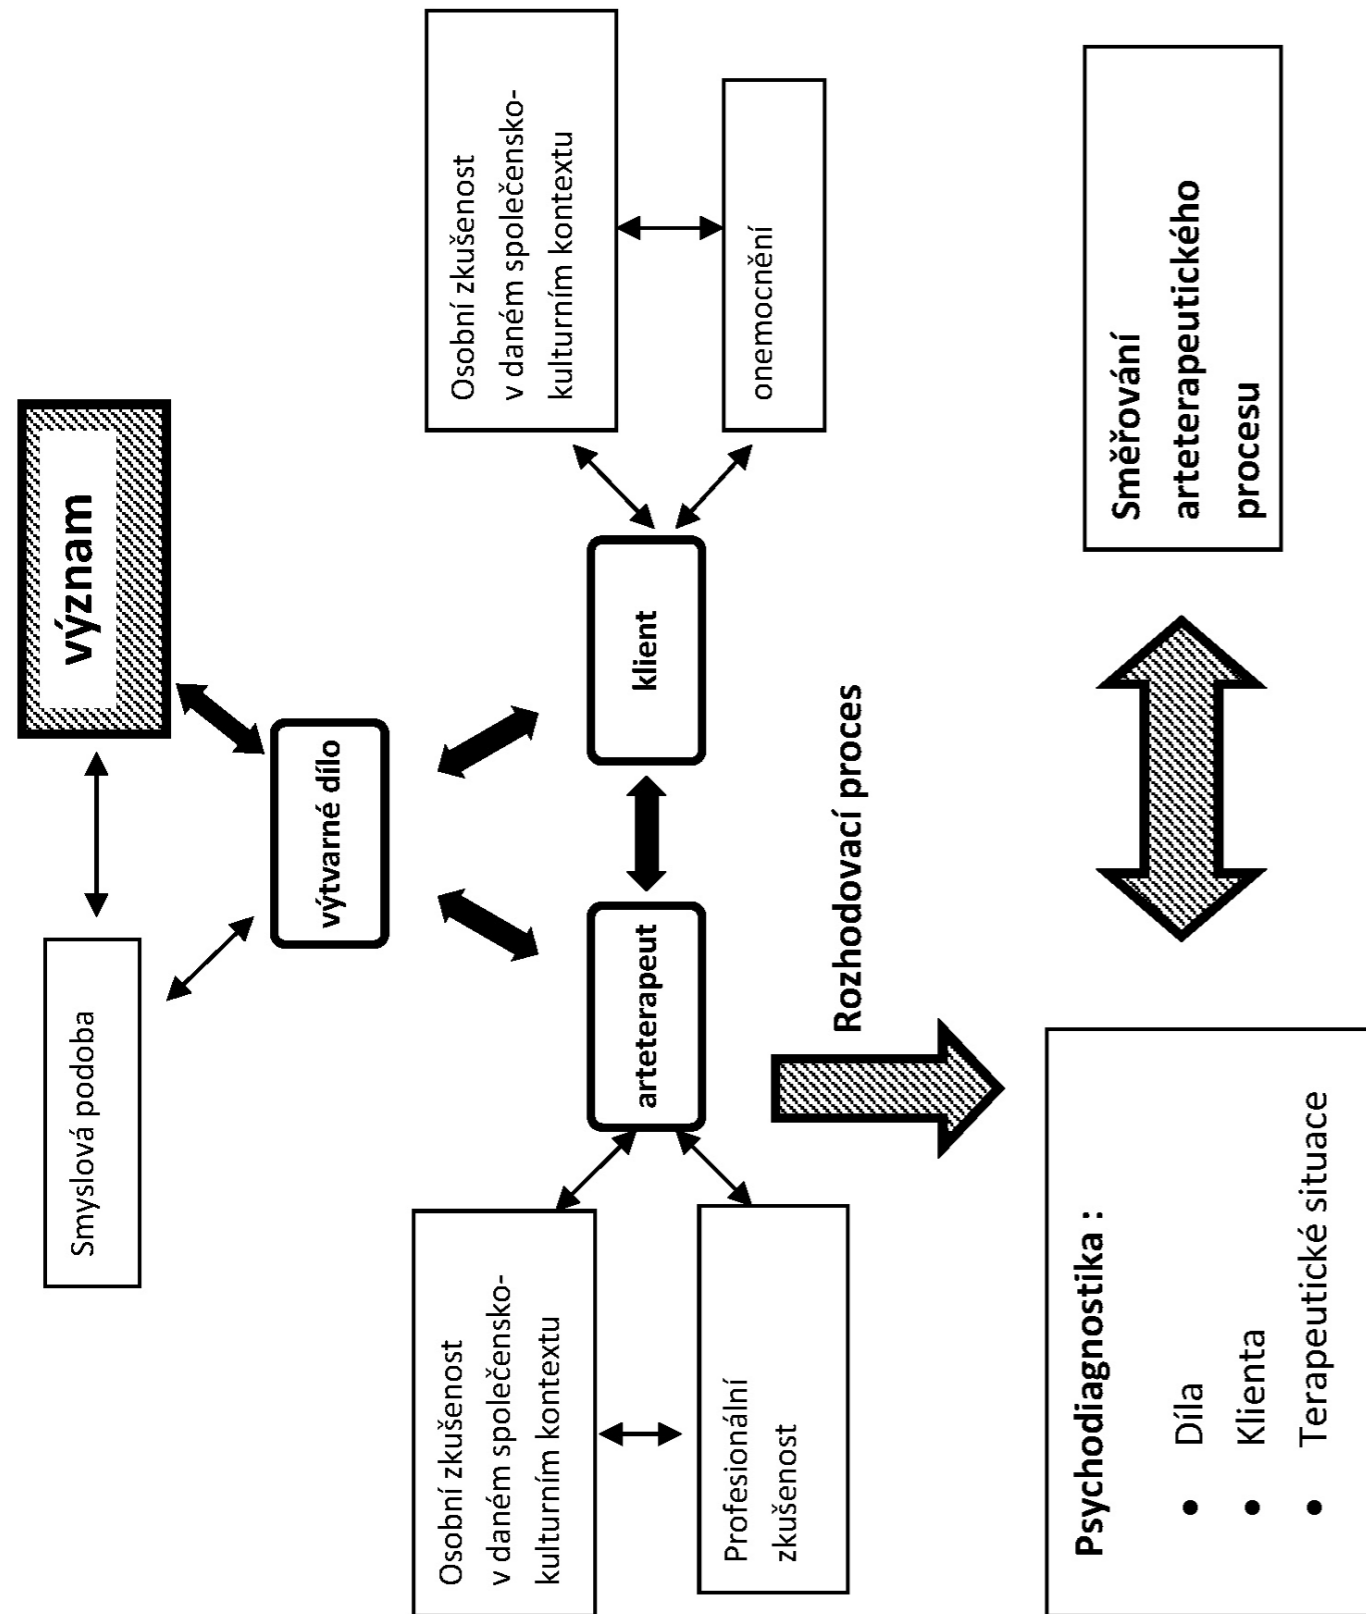 význam
Smyslová podoba
výtvarné dílo
Osobní zkušenost
v daném společensko-
kulturním kontextu
Osobní zkušenost
v daném společensko-
kulturním kontextu
arteterapeut
klient
Profesionální
zkušenost
onemocnění
Rozhodovací proces
Psychodiagnostika :
• Díla
• Klienta
• Terapeutické situace
Směřování
arteterapeutického
procesu